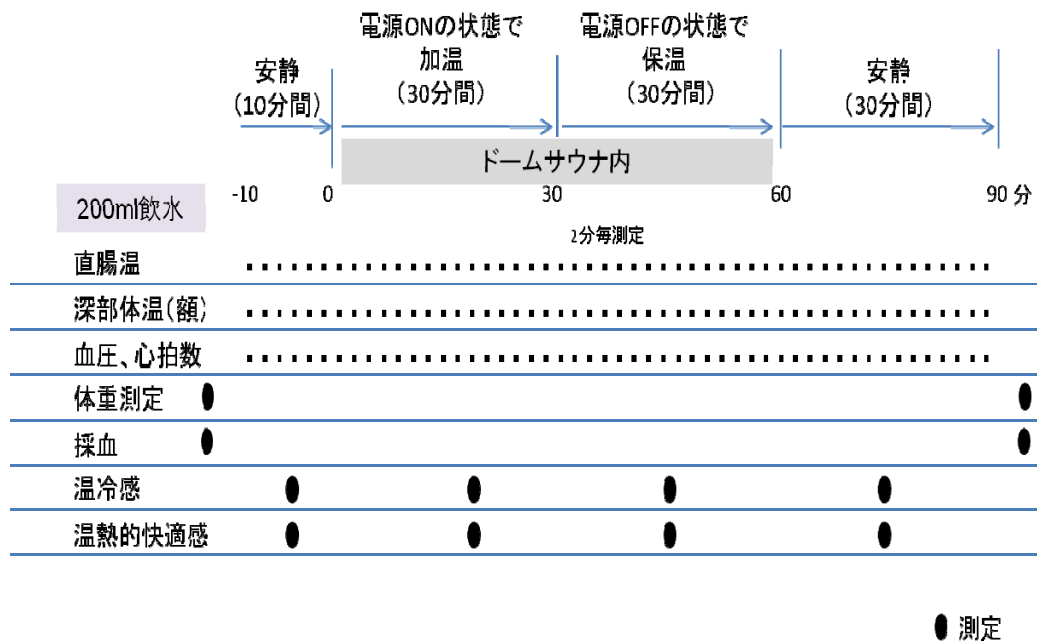 電源ONの状態で
加温
(30分間)
電源OFFの状態で
保温
(30分間)
安静
(10分間)
安静
(30分間)
ドームサウナ内
-10 0 30 60 90 分
200ml飲水
2分毎測定
直腸温
深部体温(額)
血圧、心拍数
体重測定
採血
温冷感
温熱的快適感
測定